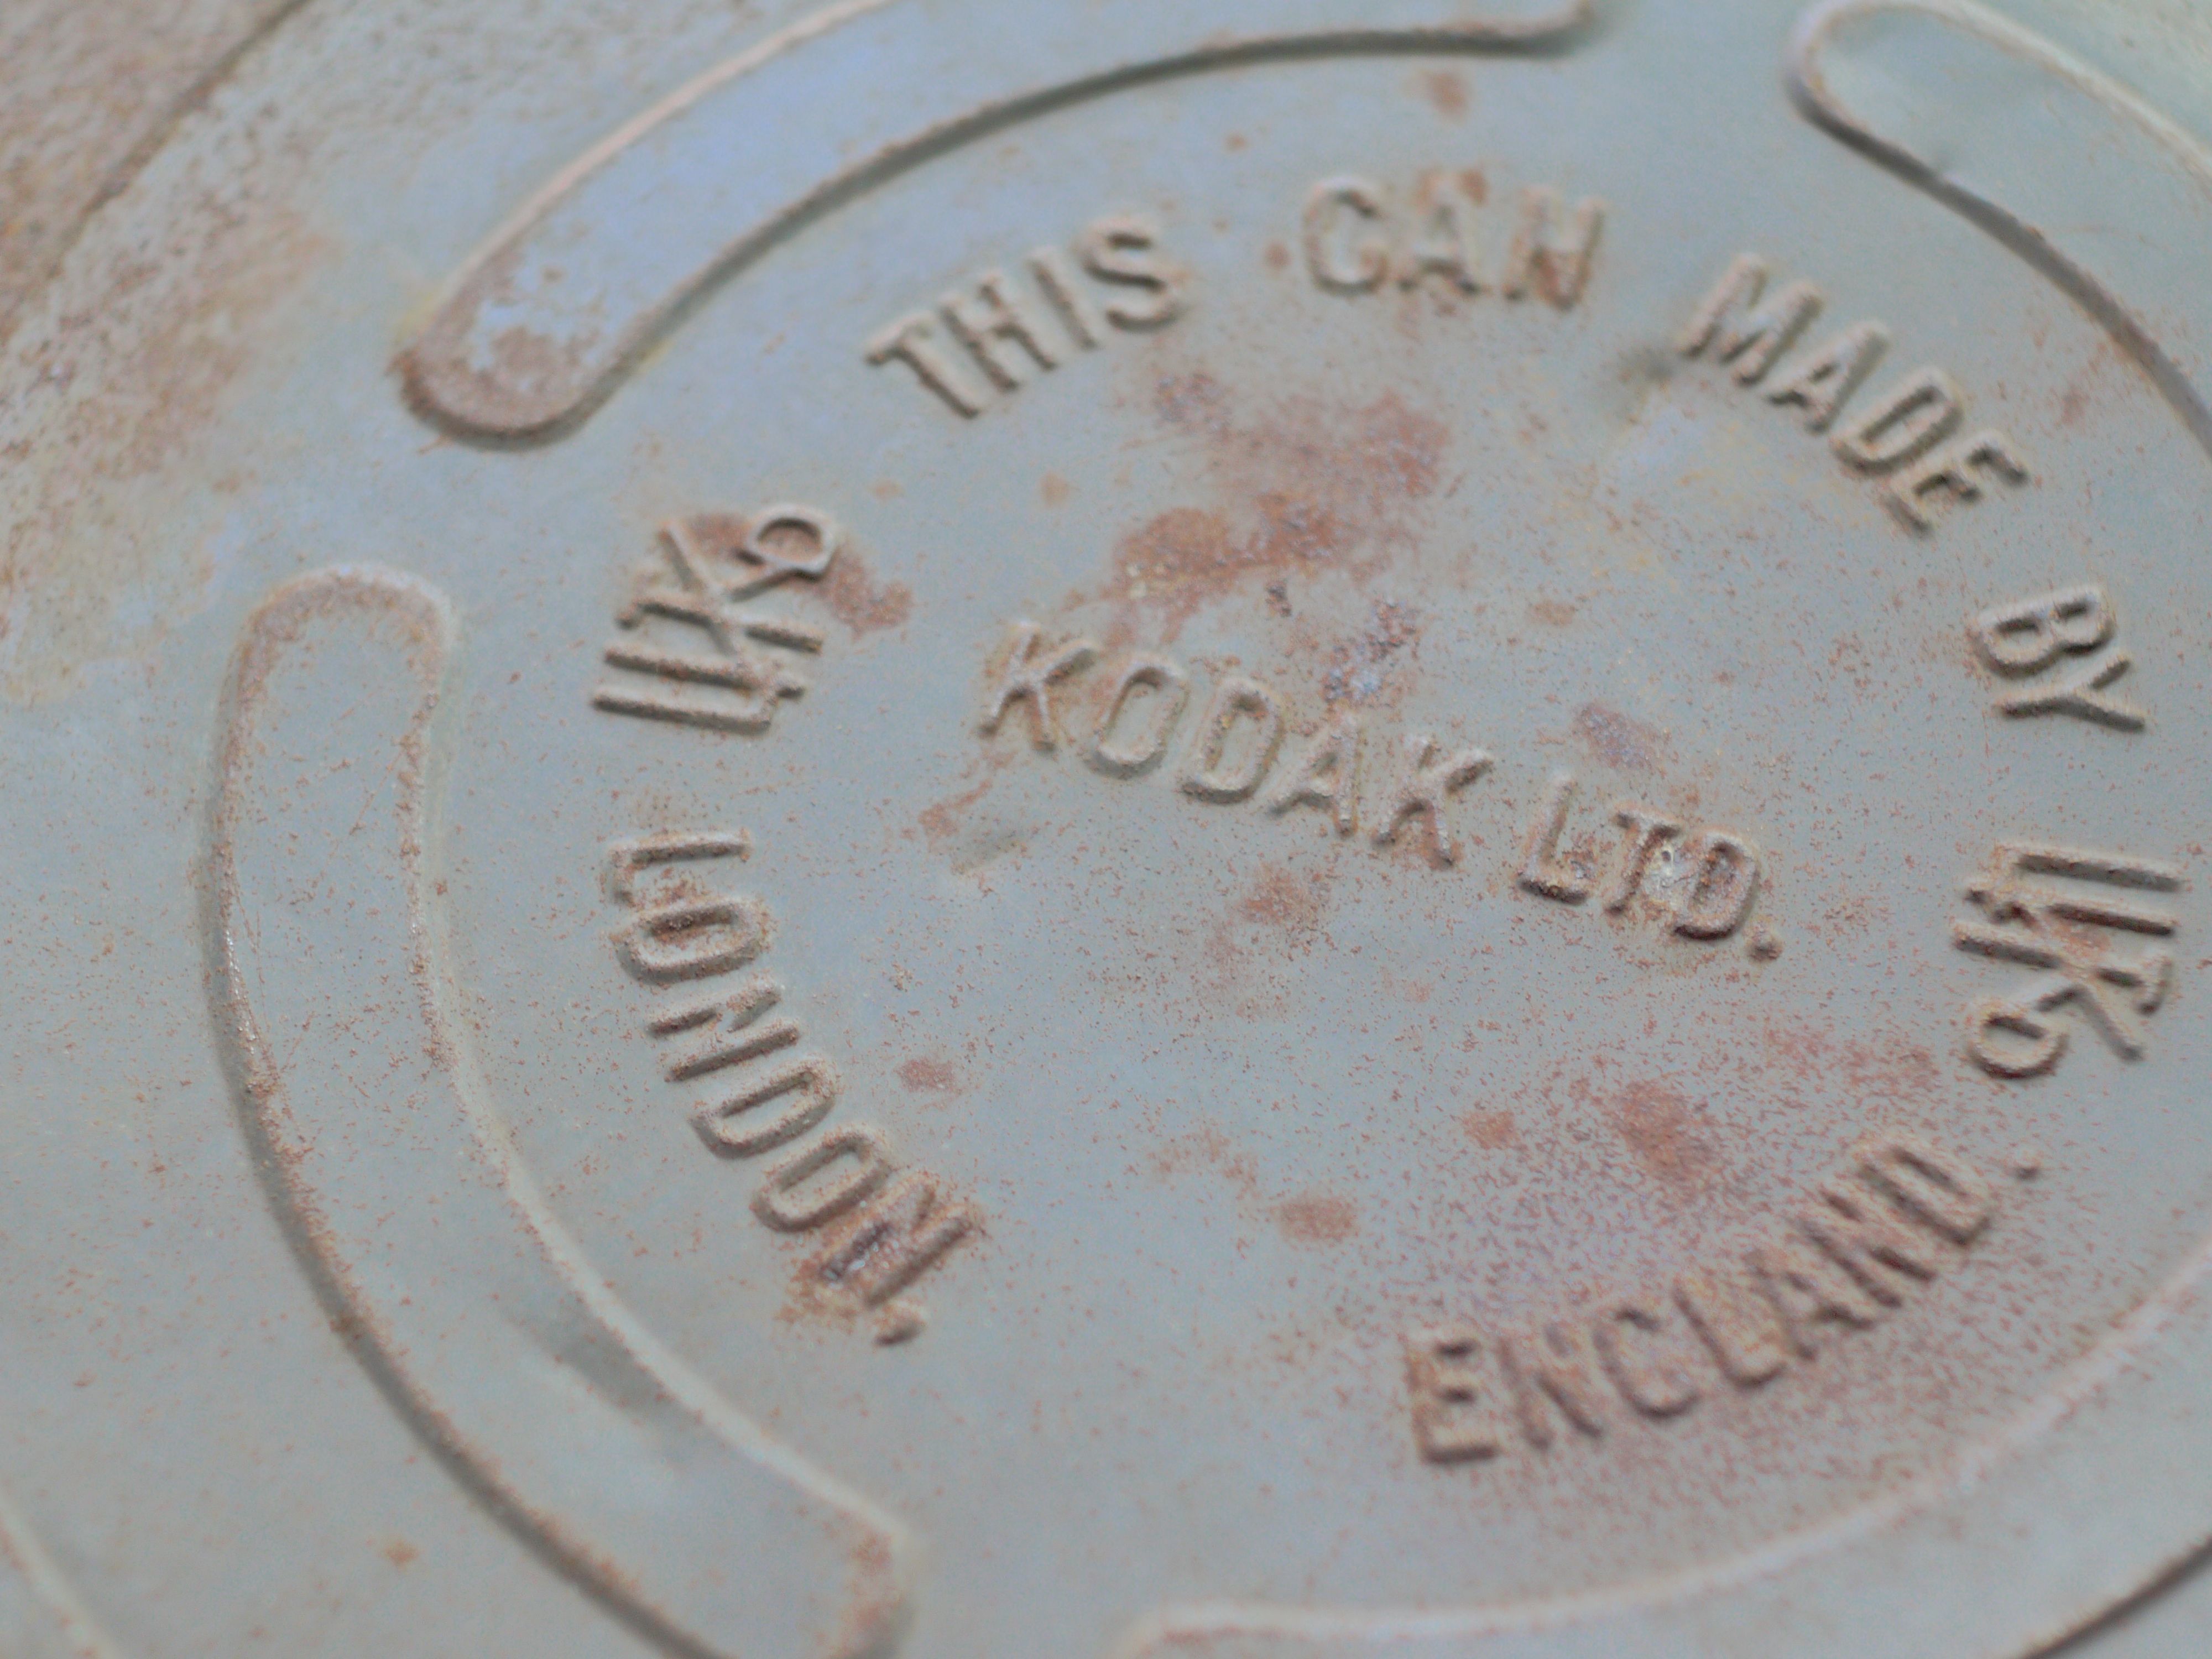 THIS CAN MADE BY
KODAK LTD.
LONDON.
ENGLAND.